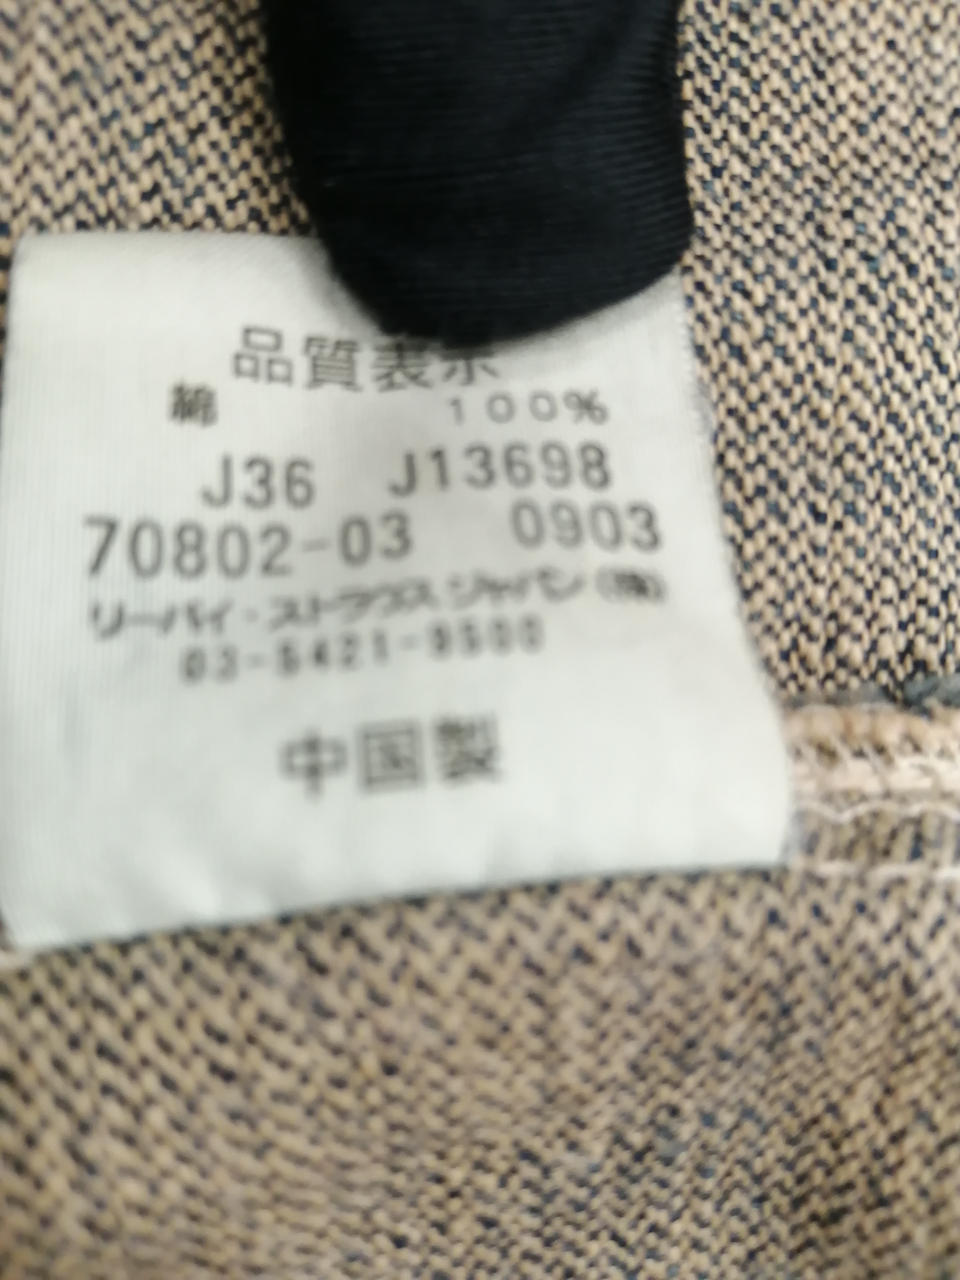 品質表示
綿 100%
J36 J13698
70802-03 0903
リーバイ・ストラウス ジャパン (株)
03-5421-9500
中国製